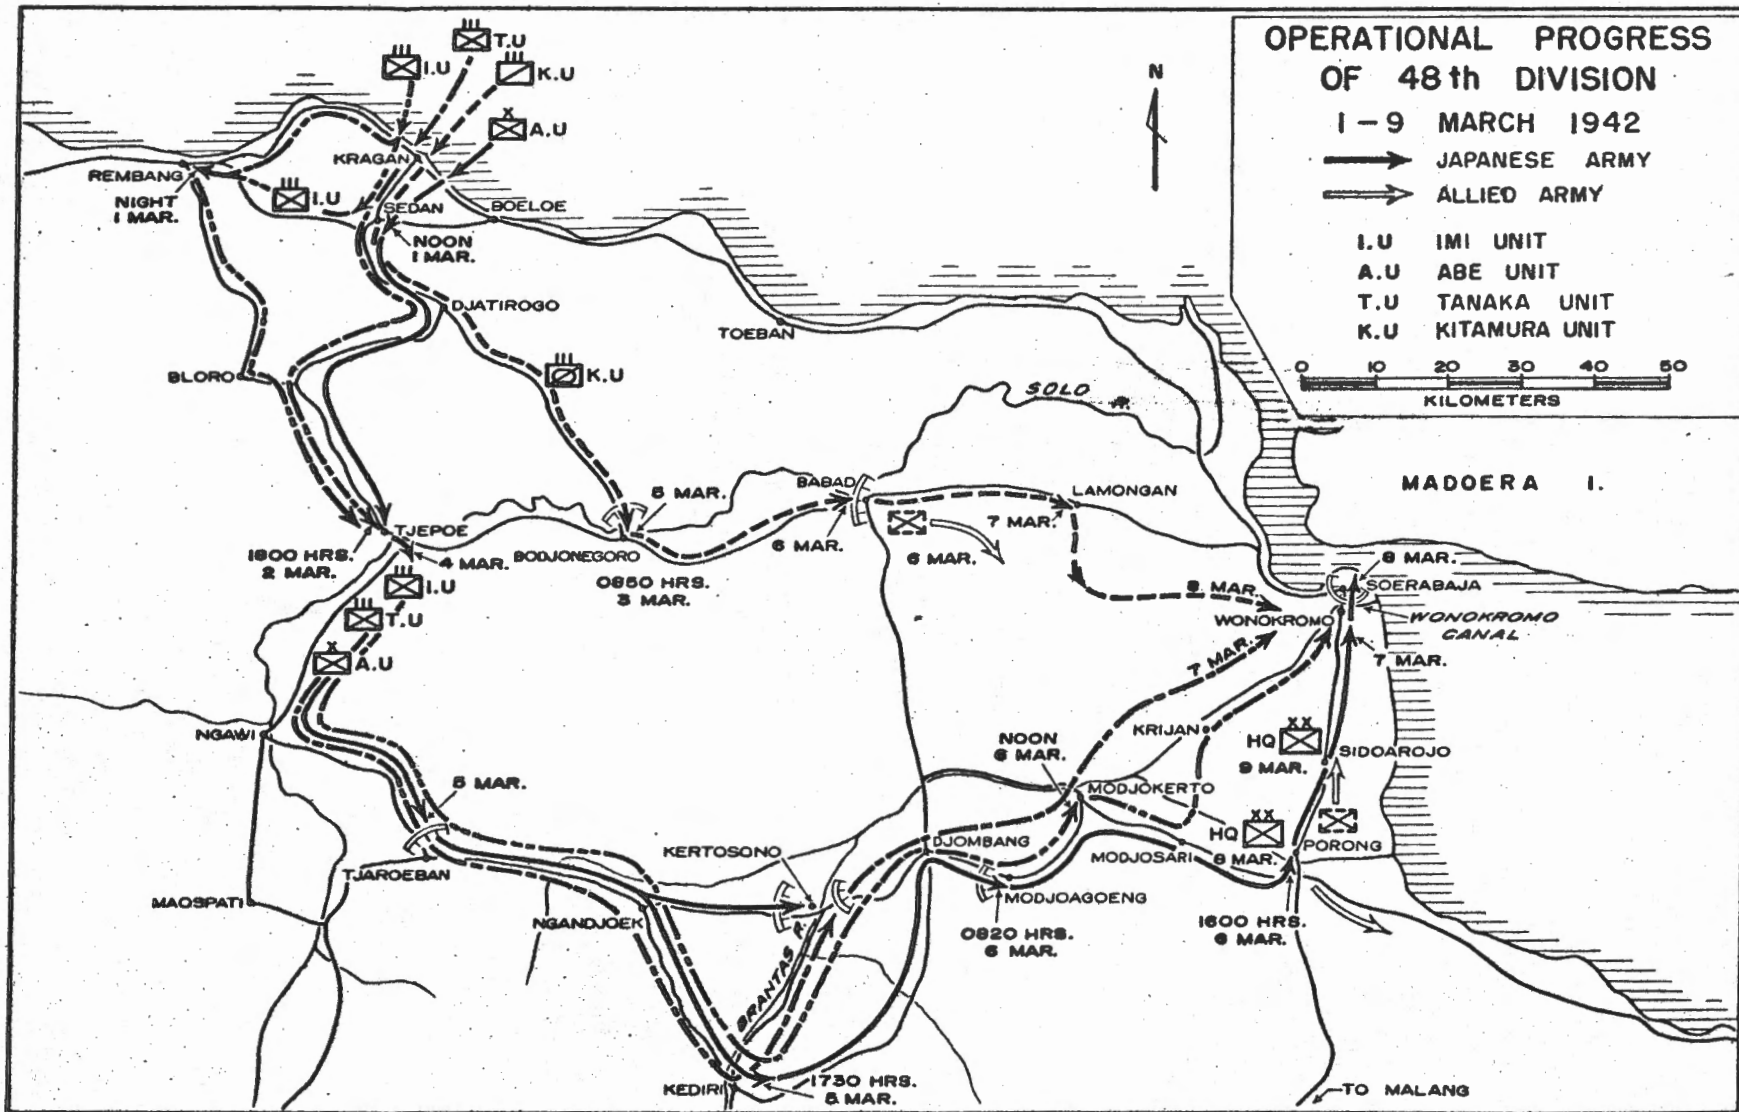 OPERATIONAL PROGRESS
OF 48th DIVISION
1-9 MARCH 1942
JAPANESE ARMY
ALLIED ARMY
I.U IMI UNIT
A.U ABE UNIT
T.U TANAKA UNIT
K.U KITAMURA UNIT
0 10 20 30 40 50
KILOMETERS
N
T.U
I.U
K.U
A.U
KRAGAN
REMBANG
NIGHT
1 MAR.
I.U
SEDAN
BOELOE
NOON
1 MAR.
DJATIROGO
TOEBAN
BLORO
K.U
SOLO R.
MADOERA I.
BABAD
5 MAR.
LAMONGAN
7 MAR.
TJEPOE
1800 HRS.
2 MAR.
4 MAR.
BODJONEGORO
0850 HRS.
3 MAR.
6 MAR.
6 MAR.
I.U
T.U
A.U
8 MAR.
8 MAR.
SOERABAJA
WONOKROMO
WONOKROMO
CANAL
7 MAR.
7 MAR.
NGAWI
KRIJAN
NOON
6 MAR.
XX
HQ
9 MAR.
SIDOAROJO
5 MAR.
MODJOKERTO
XX
HQ
8 MAR.
PORONG
KERTOSONO
DJOMBANG
MODJOSARI
TJAROEBAN
MAOSPATI
NGANDJOEK
MODJOAGOENG
0820 HRS.
6 MAR.
1600 HRS.
6 MAR.
BRANTAS R.
KEDIRI
1730 HRS.
5 MAR.
TO MALANG